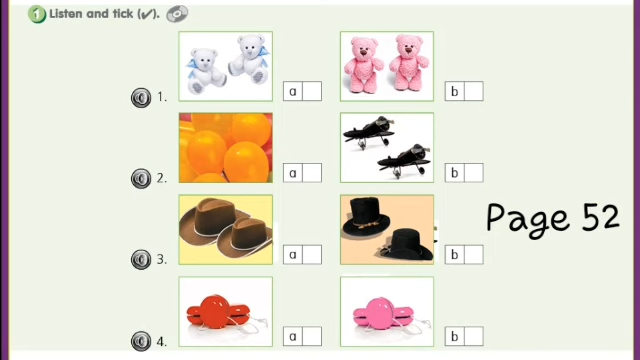 1 Listen and tick (✓).
1. a b
2. a b
3. a b
Page 52
4. a b